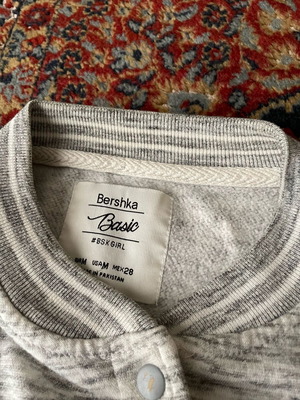 Bershka
Basic
#BSKGIRL
USA M MEX 28
IN PAKISTAN